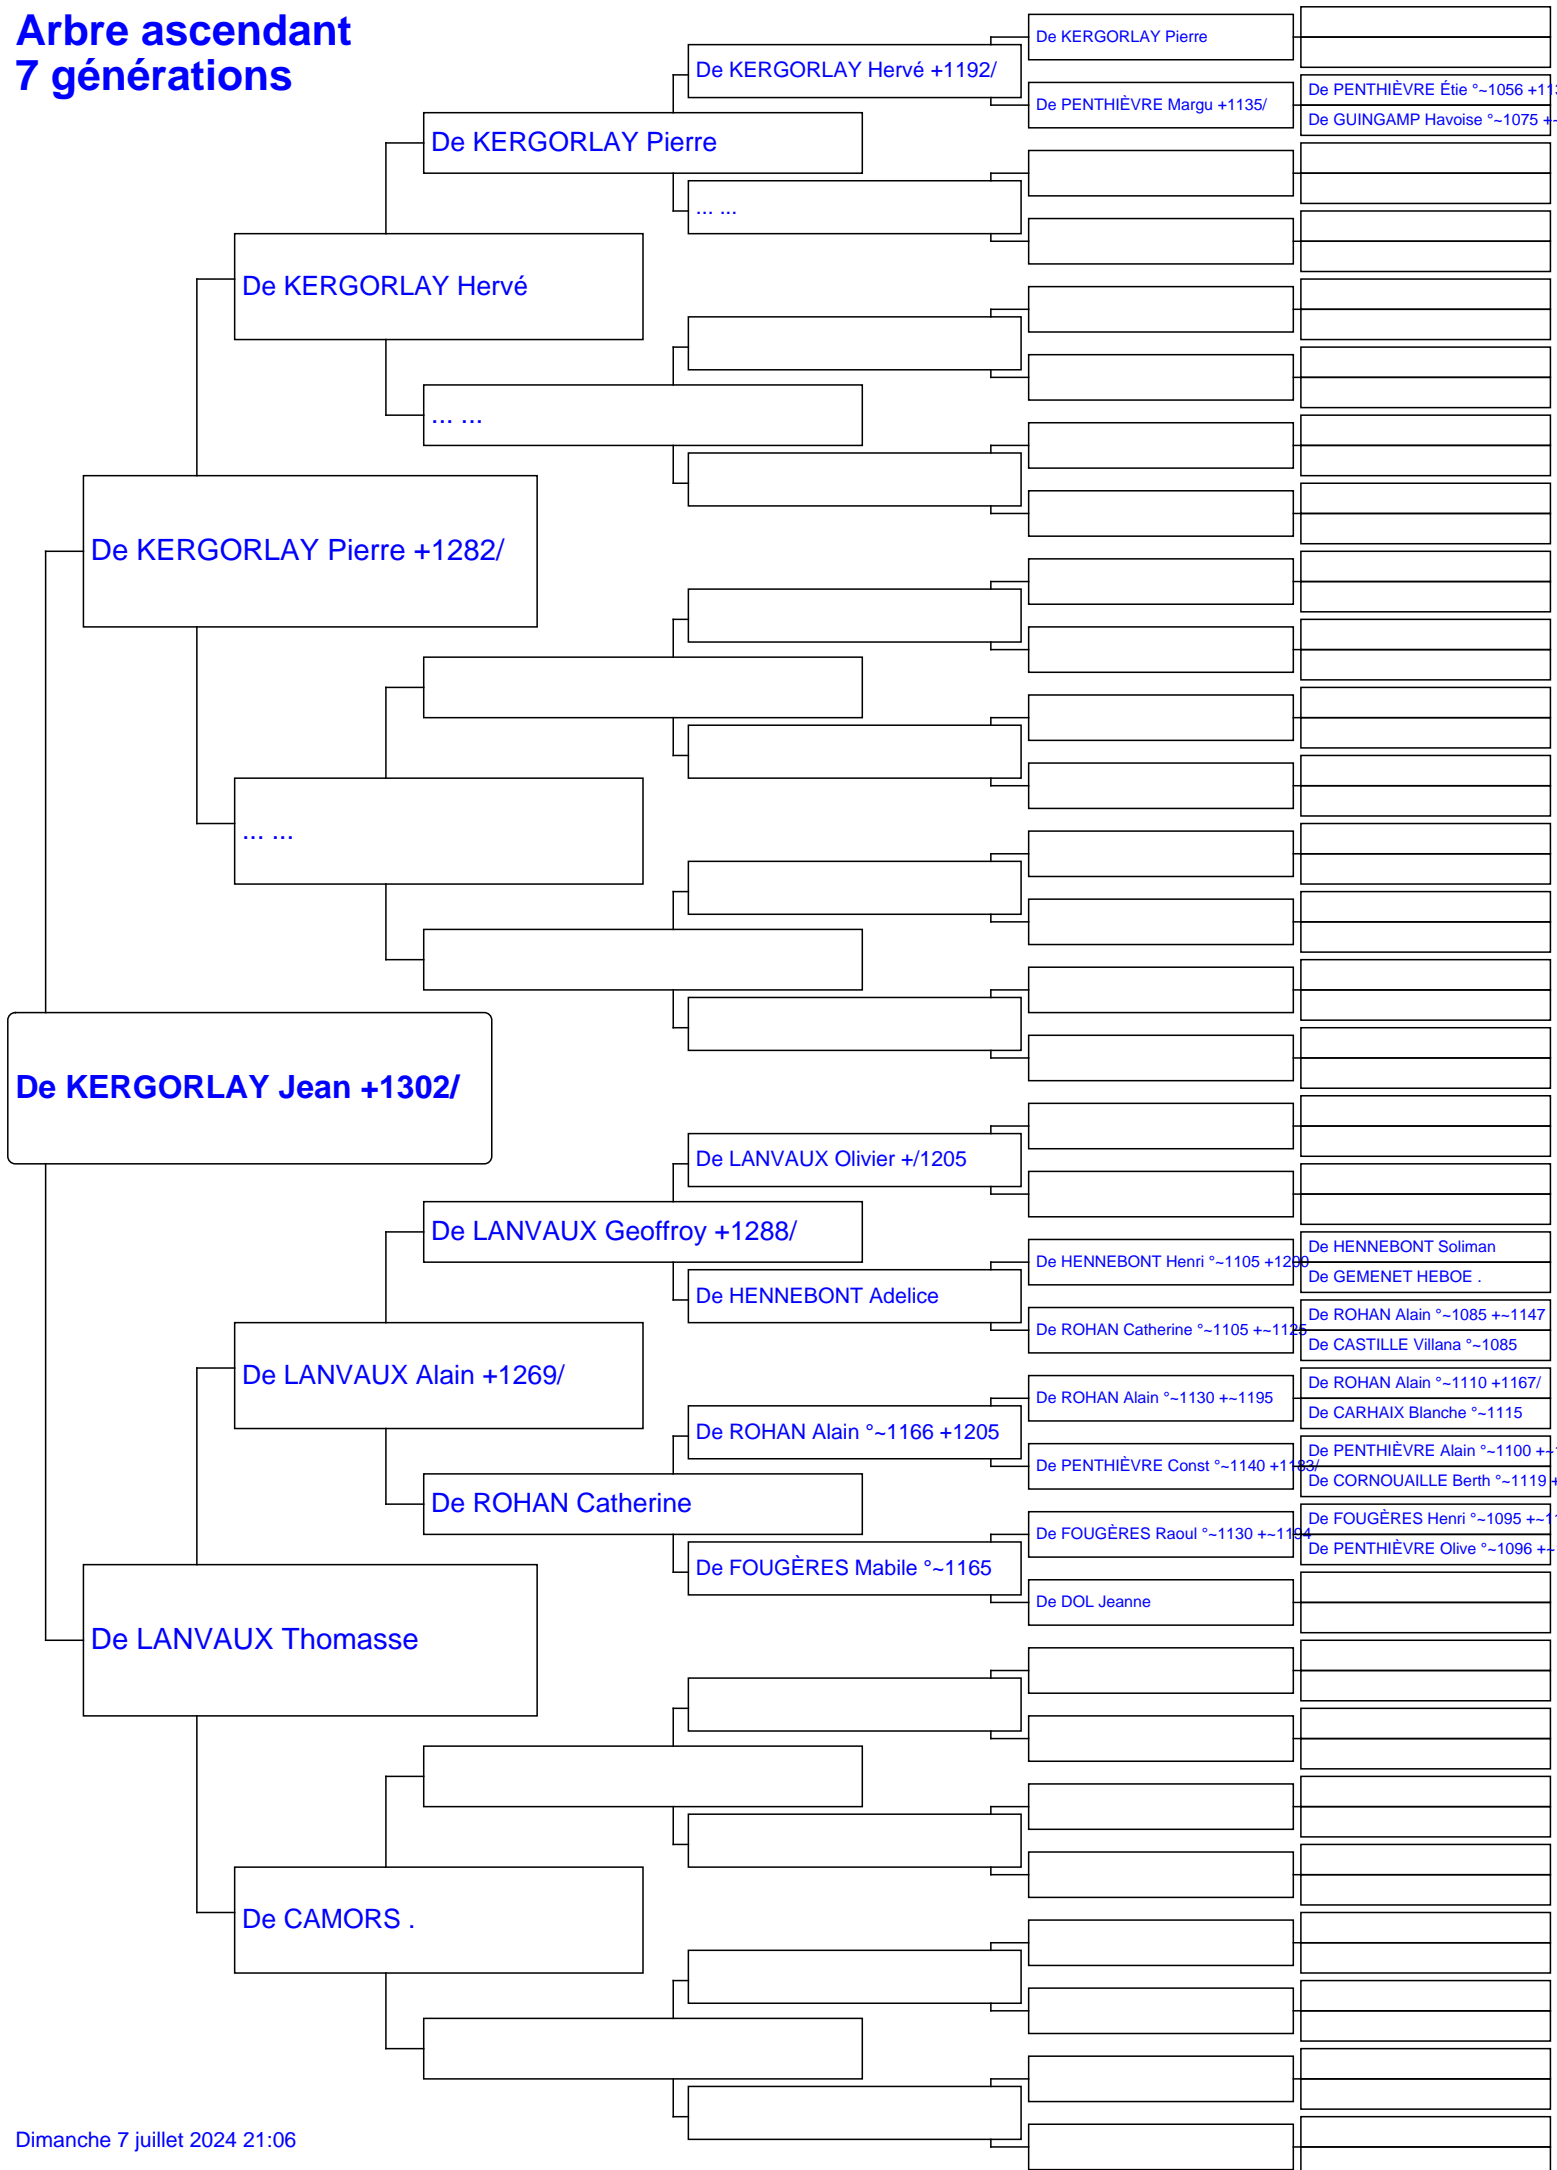 Arbre ascendant
7 générations
De KERGORLAY Pierre
De KERGORLAY Hervé +1192/
De PENTHIÈVRE Étie °~1056 +113
De PENTHIÈVRE Margu +1135/
De GUINGAMP Havoise °~1075 +~
De KERGORLAY Pierre
... ...
De KERGORLAY Hervé
... ...
De KERGORLAY Pierre +1282/
... ...
De KERGORLAY Jean +1302/
De LANVAUX Olivier +/1205
De LANVAUX Geoffroy +1288/
De HENNEBONT Soliman
De HENNEBONT Henri °~1105 +1200
De GEMENET HEBOE .
De HENNEBONT Adelice
De ROHAN Alain °~1085 +~1147
De ROHAN Catherine °~1105 +~1125
De CASTILLE Villana °~1085
De LANVAUX Alain +1269/
De ROHAN Alain °~1110 +1167/
De ROHAN Alain °~1130 +~1195
De CARHAIX Blanche °~1115
De ROHAN Alain °~1166 +1205
De PENTHIÈVRE Alain °~1100 +~
De PENTHIÈVRE Const °~1140 +1183/
De CORNOUAILLE Berth °~1119 +
De ROHAN Catherine
De FOUGÈRES Henri °~1095 +~1
De FOUGÈRES Raoul °~1130 +~1194
De PENTHIÈVRE Olive °~1096 +~
De FOUGÈRES Mabile °~1165
De DOL Jeanne
De LANVAUX Thomasse
De CAMORS .
Dimanche 7 juillet 2024 21:06